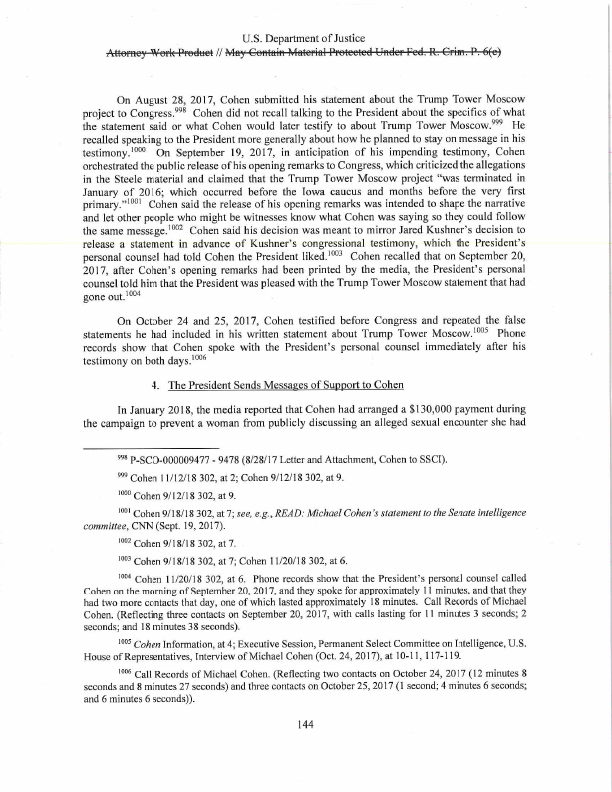 U.S. Department of Justice
Attorney Work Product // May Contain Material Protected Under Fed. R. Crim. P. 6(e)
On August 28, 2017, Cohen submitted his statement about the Trump Tower Moscow
project to Congress.998 Cohen did not recall talking to the President about the specifics of what
the statement said or what Cohen would later testify to about Trump Tower Moscow.999 He
recalled speaking to the President more generally about how he planned to stay on message in his
testimony.1000 On September 19, 2017, in anticipation of his impending testimony, Cohen
orchestrated the public release of his opening remarks to Congress, which criticized the allegations
in the Steele material and claimed that the Trump Tower Moscow project “was terminated in
January of 2016; which occurred before the Iowa caucus and months before the very first
primary.”1001 Cohen said the release of his opening remarks was intended to shape the narrative
and let other people who might be witnesses know what Cohen was saying so they could follow
the same message.1002 Cohen said his decision was meant to mirror Jared Kushner’s decision to
release a statement in advance of Kushner’s congressional testimony, which the President’s
personal counsel had told Cohen the President liked.1003 Cohen recalled that on September 20,
2017, after Cohen’s opening remarks had been printed by the media, the President’s personal
counsel told him that the President was pleased with the Trump Tower Moscow statement that had
gone out.1004
On October 24 and 25, 2017, Cohen testified before Congress and repeated the false
statements he had included in his written statement about Trump Tower Moscow.1005 Phone
records show that Cohen spoke with the President’s personal counsel immediately after his
testimony on both days.1006
4. The President Sends Messages of Support to Cohen
In January 2018, the media reported that Cohen had arranged a $130,000 payment during
the campaign to prevent a woman from publicly discussing an alleged sexual encounter she had
998 P-SCO-000009477 - 9478 (8/28/17 Letter and Attachment, Cohen to SSCI).
999 Cohen 11/12/18 302, at 2; Cohen 9/12/18 302, at 9.
1000 Cohen 9/12/18 302, at 9.
1001 Cohen 9/18/18 302, at 7; see, e.g., READ: Michael Cohen’s statement to the Senate intelligence
committee, CNN (Sept. 19, 2017).
1002 Cohen 9/18/18 302, at 7.
1003 Cohen 9/18/18 302, at 7; Cohen 11/20/18 302, at 6.
1004 Cohen 11/20/18 302, at 6. Phone records show that the President’s personal counsel called
Cohen on the morning of September 20, 2017, and they spoke for approximately 11 minutes, and that they
had two more contacts that day, one of which lasted approximately 18 minutes. Call Records of Michael
Cohen. (Reflecting three contacts on September 20, 2017, with calls lasting for 11 minutes 3 seconds; 2
seconds; and 18 minutes 38 seconds).
1005 Cohen Information, at 4; Executive Session, Permanent Select Committee on Intelligence, U.S.
House of Representatives, Interview of Michael Cohen (Oct. 24, 2017), at 10-11, 117-119.
1006 Call Records of Michael Cohen. (Reflecting two contacts on October 24, 2017 (12 minutes 8
seconds and 8 minutes 27 seconds) and three contacts on October 25, 2017 (1 second; 4 minutes 6 seconds;
and 6 minutes 6 seconds)).
144